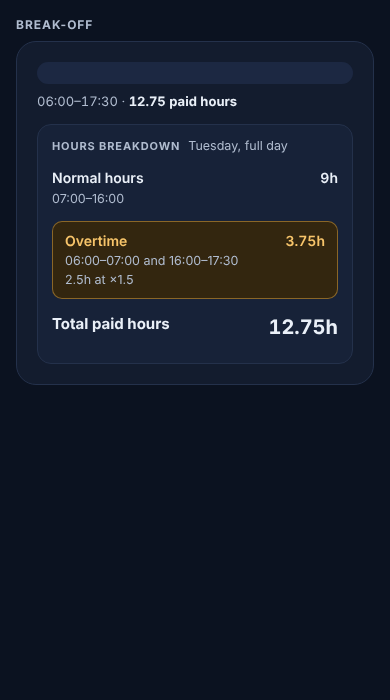 BREAK-OFF
06:00–17:30 · 12.75 paid hours
HOURS BREAKDOWN Tuesday, full day
Normal hours 9h
07:00–16:00
Overtime 3.75h
06:00–07:00 and 16:00–17:30
2.5h at ×1.5
Total paid hours 12.75h